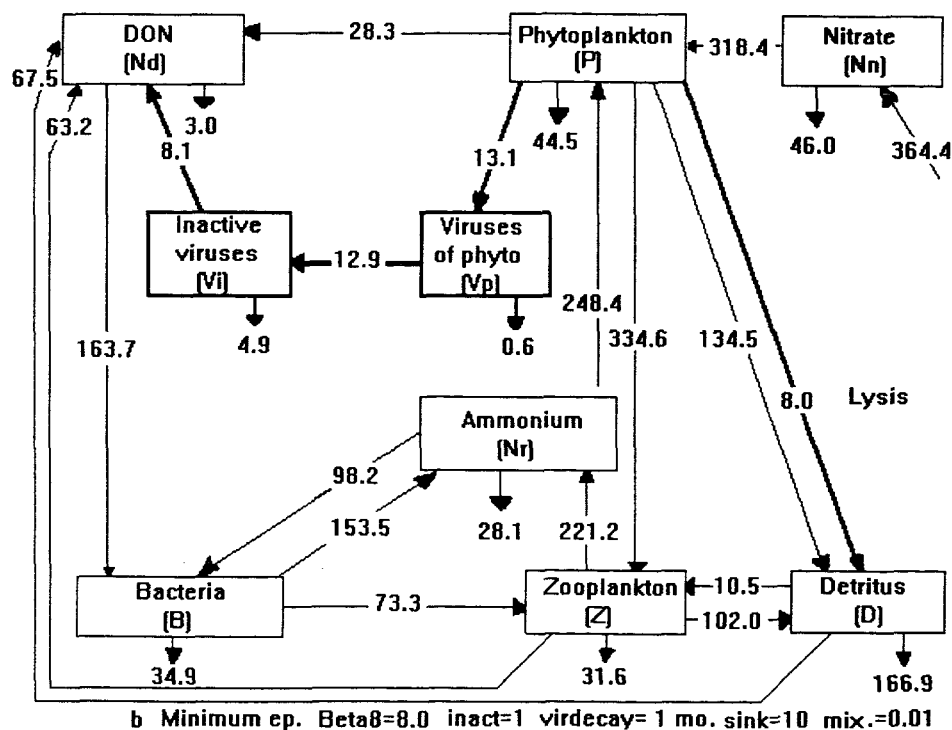 DON
(Nd)
28.3
Phytoplankton
(P)
318.4
Nitrate
(Nn)
67.5
63.2
3.0
44.5
46.0
364.4
8.1
13.1
Inactive
viruses
(Vi)
12.9
Viruses
of phyto
(Vp)
248.4
163.7
4.9
0.6
334.6
134.5
8.0
Lysis
Ammonium
(Nr)
98.2
153.5
28.1
221.2
Bacteria
(B)
73.3
Zooplankton
(Z)
10.5
102.0
Detritus
(D)
34.9
31.6
166.9
b Minimum ep. Beta8=8.0 inact=1 virdecay= 1 mo. sink=10 mix.=0.01